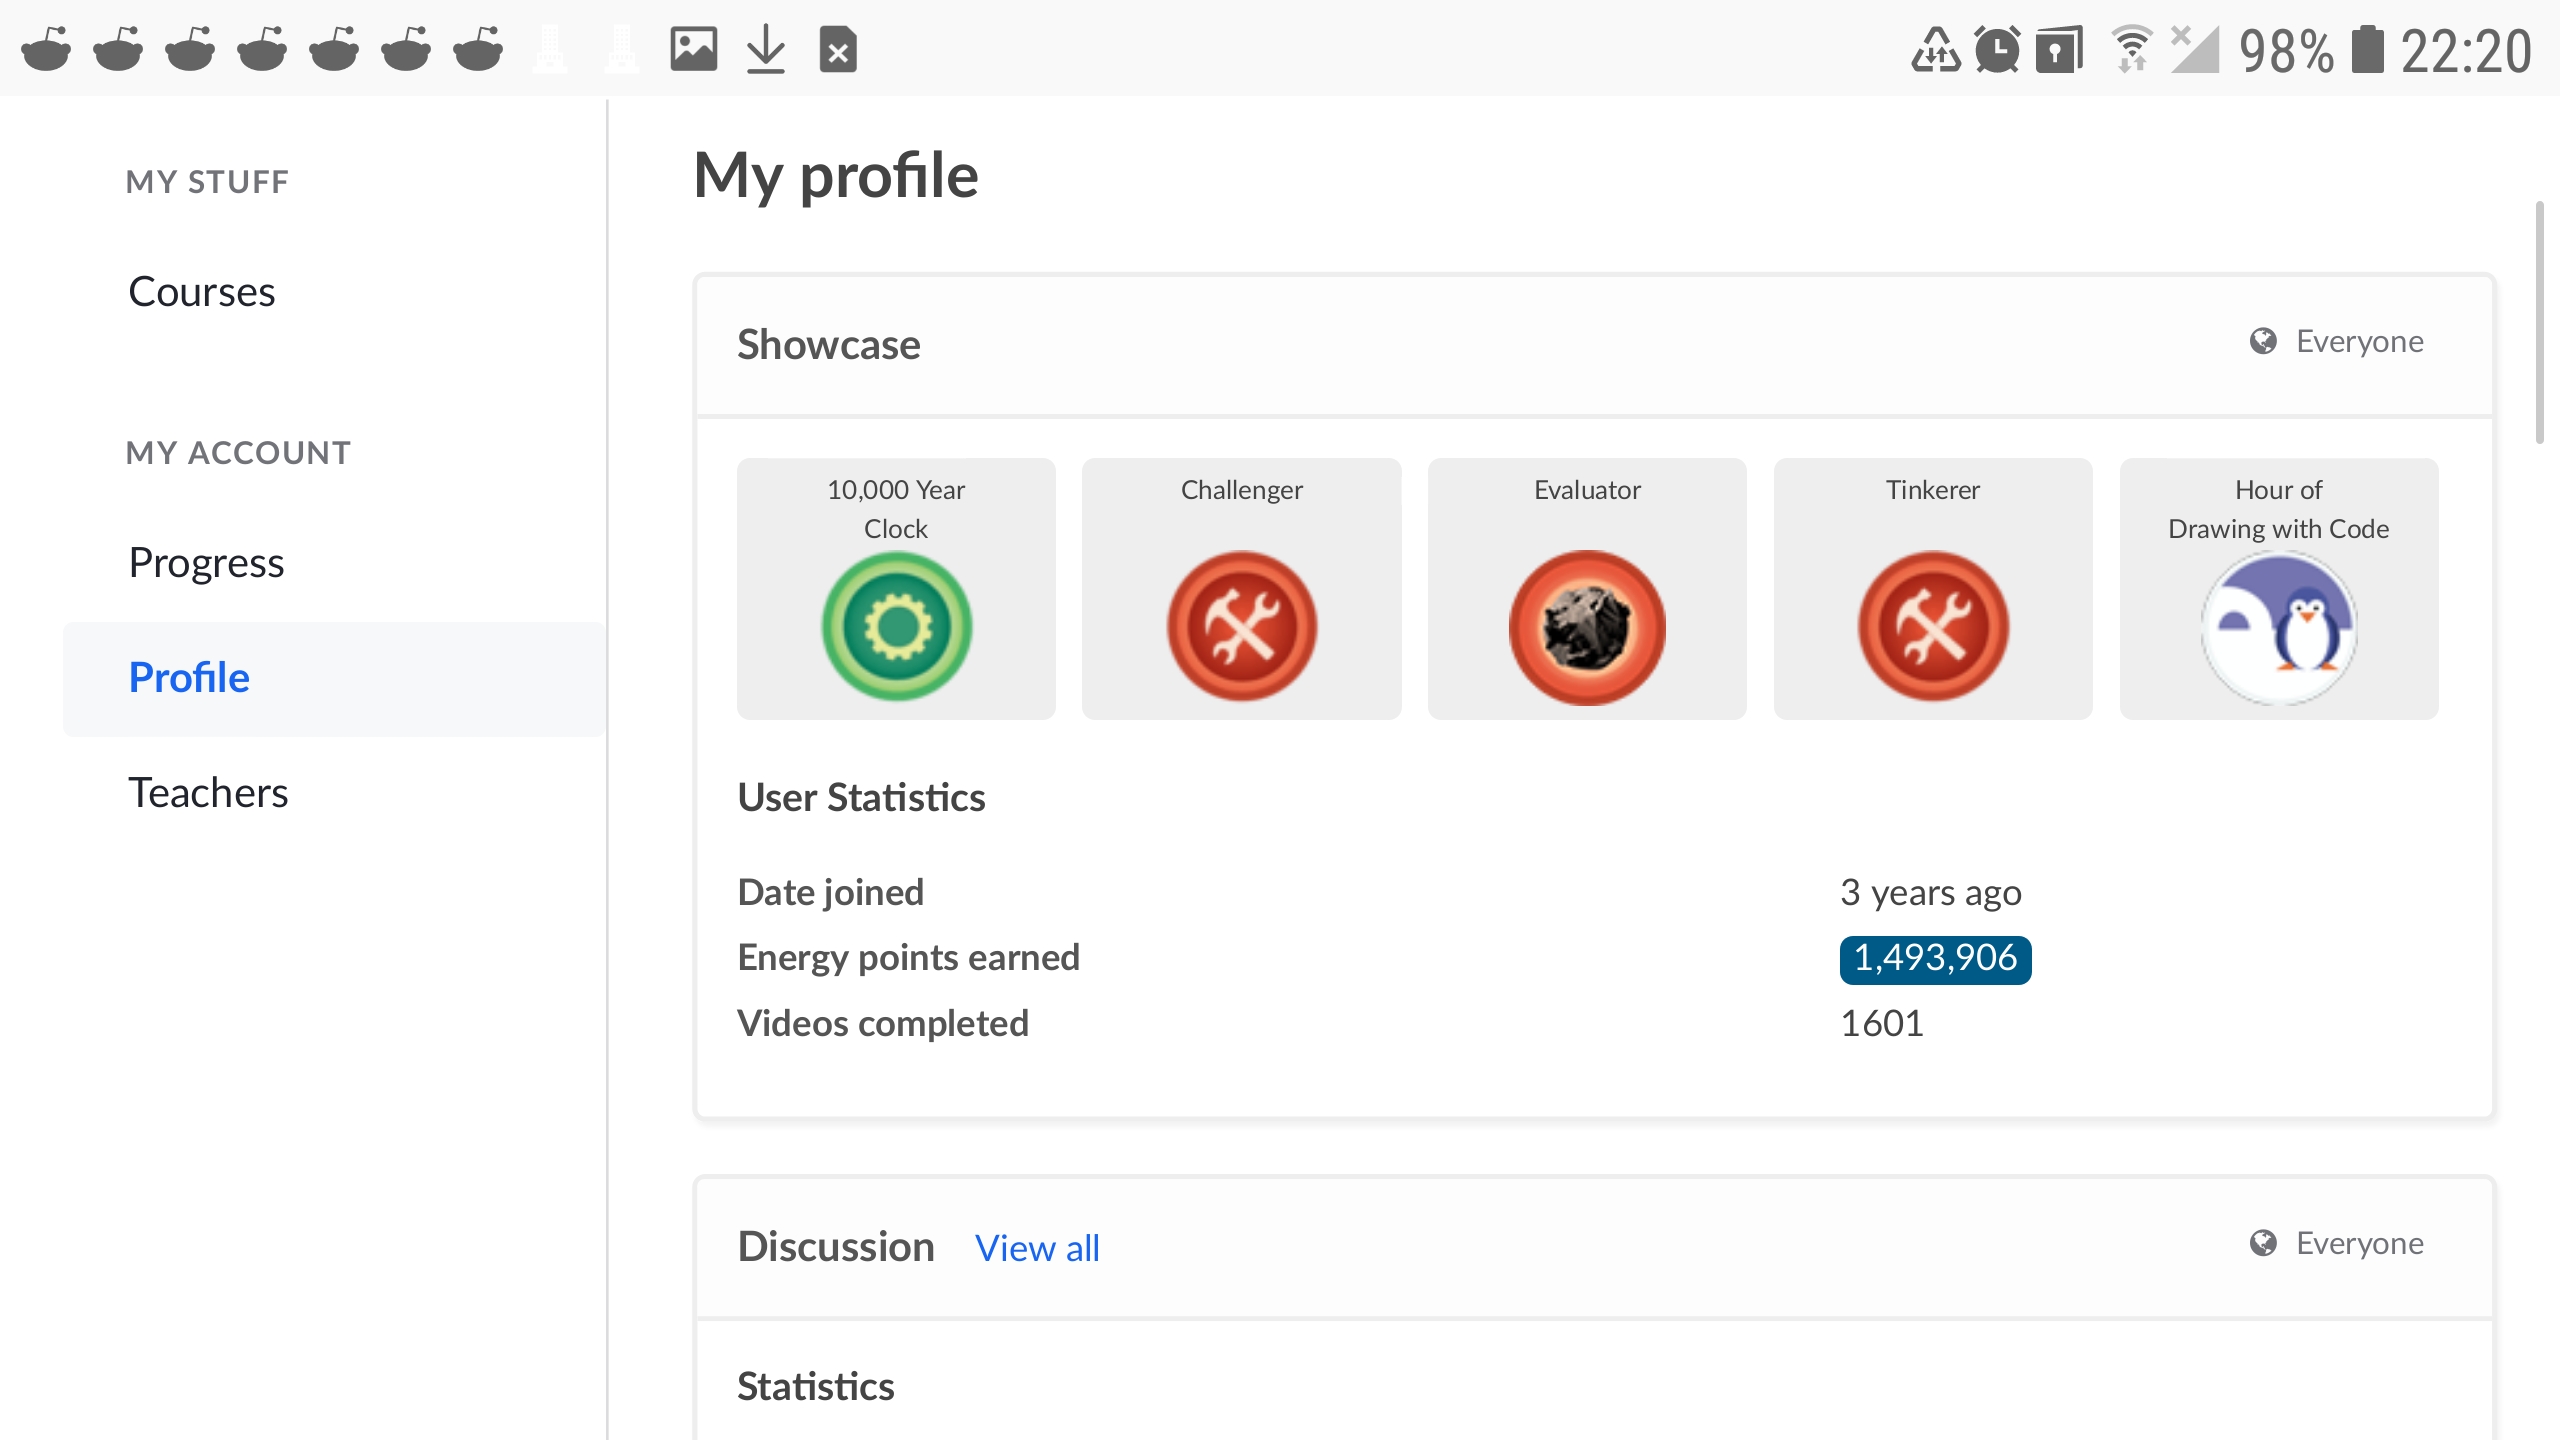 98% 22:20
MY STUFF
Courses
MY ACCOUNT
Progress
Profile
Teachers
My profile
Showcase
Everyone
10,000 Year
Clock
Challenger
Evaluator
Tinkerer
Hour of
Drawing with Code
User Statistics
Date joined
3 years ago
Energy points earned
1,493,906
Videos completed
1601
Discussion View all
Everyone
Statistics